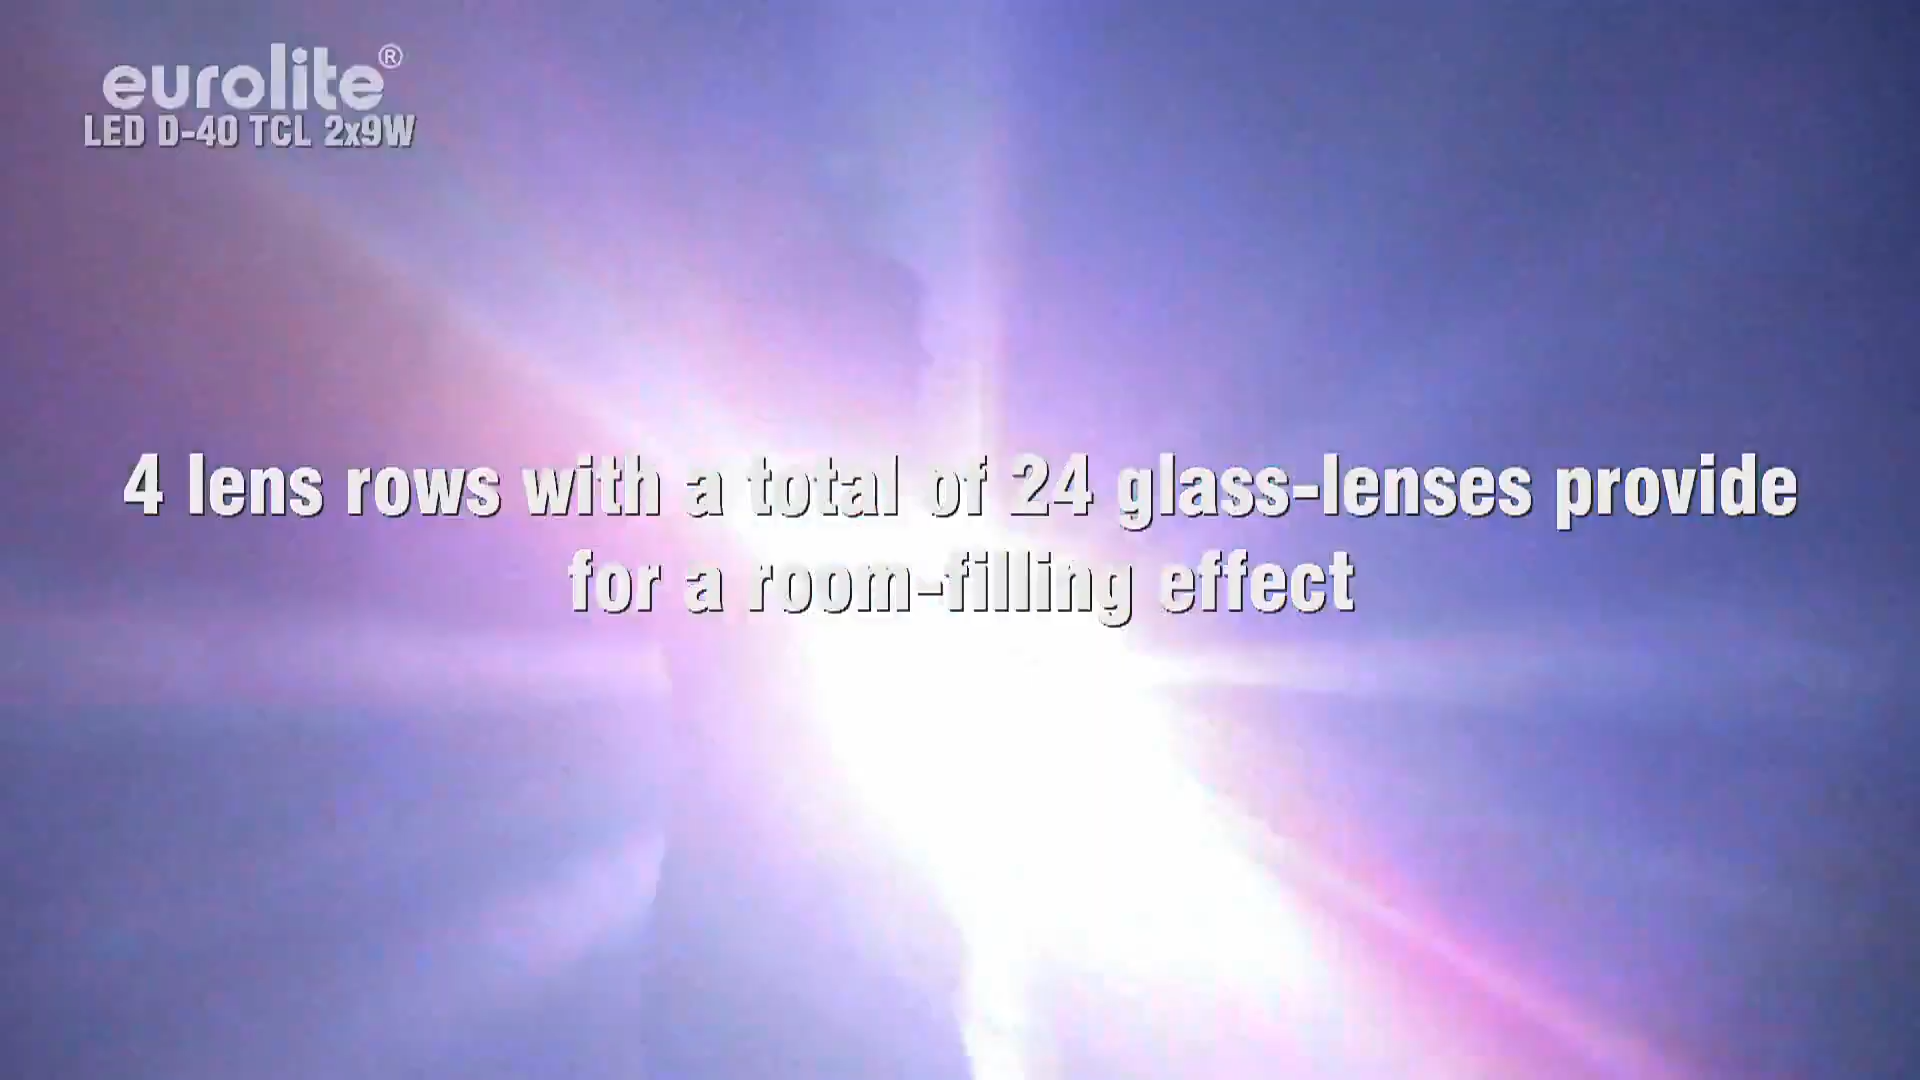 eurolite®
LED D-40 TCL 2x9W
4 lens rows with a total of 24 glass-lenses provide
for a room-filling effect